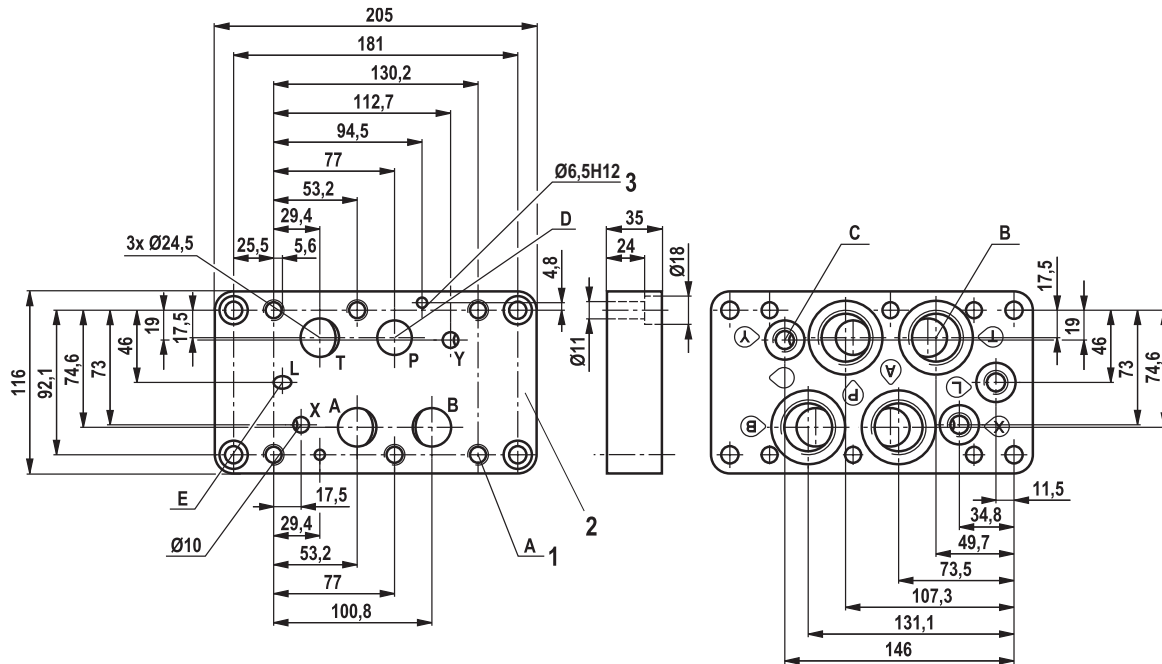 205
181
130,2
112,7
94,5
77
Ø6,5H12 3
53,2
D
29,4
3x Ø24,5
25,5
5,6
4,8
19
17,5
46
73
74,6
92,1
116
T
P
Y
L
X
A
B
E
Ø10
17,5
29,4
53,2
77
100,8
A 1
2
35
24
Ø18
Ø11
C
B
17,5
19
46
73
74,6
Y
T
A
P
L
B
X
11,5
34,8
49,7
73,5
107,3
131,1
146